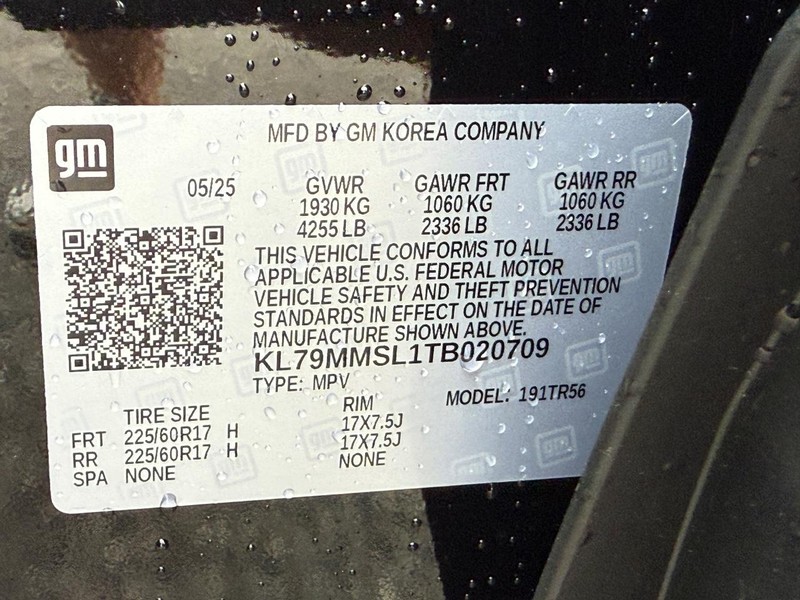 gm
MFD BY GM KOREA COMPANY
05/25 GVWR GAWR FRT GAWR RR
1930 KG 1060 KG 1060 KG
4255 LB 2336 LB 2336 LB
THIS VEHICLE CONFORMS TO ALL
APPLICABLE U.S. FEDERAL MOTOR
VEHICLE SAFETY AND THEFT PREVENTION
STANDARDS IN EFFECT ON THE DATE OF
MANUFACTURE SHOWN ABOVE.
KL79MMSL1TB020709
TYPE: MPV MODEL: 191TR56
TIRE SIZE RIM
FRT 225/60R17 H 17X7.5J
RR 225/60R17 H 17X7.5J
SPA NONE NONE